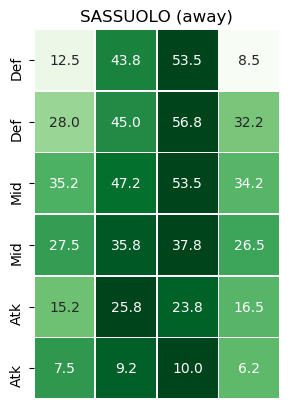 SASSUOLO (away)
Def 12.5 43.8 53.5 8.5
Def 28.0 45.0 56.8 32.2
Mid 35.2 47.2 53.5 34.2
Mid 27.5 35.8 37.8 26.5
Atk 15.2 25.8 23.8 16.5
Atk 7.5 9.2 10.0 6.2